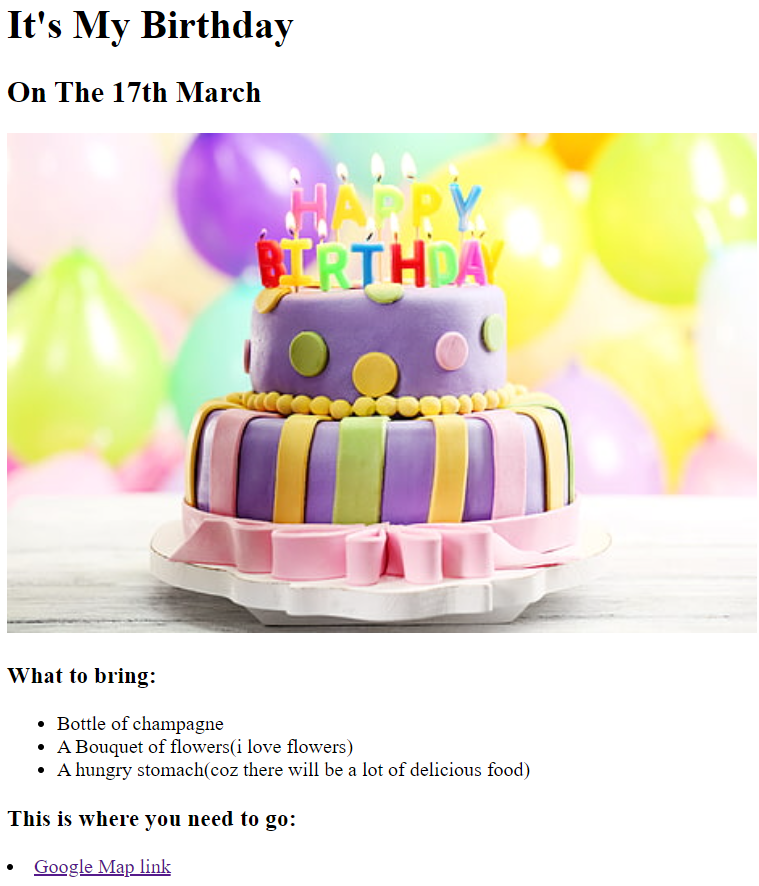 It's My Birthday
On The 17th March
HAPPY
BIRTHDAY
What to bring:
Bottle of champagne
A Bouquet of flowers(i love flowers)
A hungry stomach(coz there will be a lot of delicious food)
This is where you need to go:
Google Map link